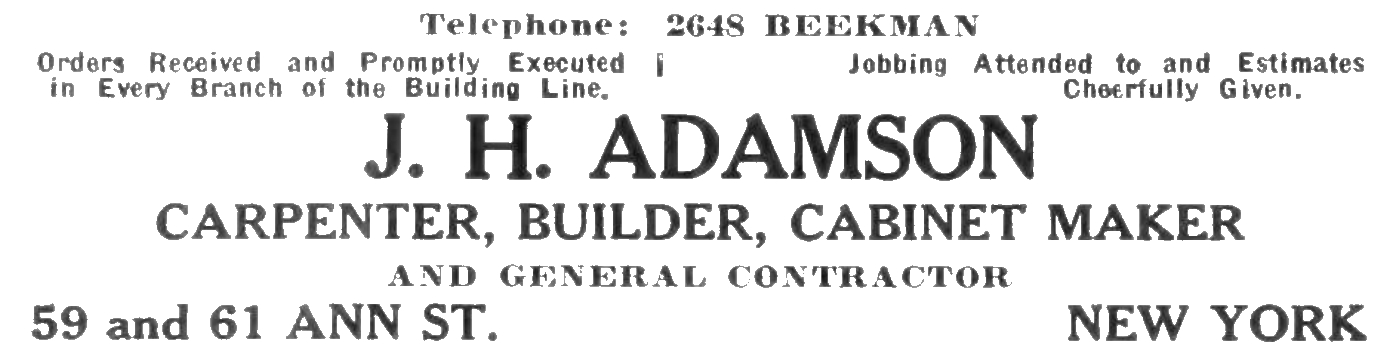 Telephone: 2648 BEEKMAN
Orders Received and Promptly Executed
in Every Branch of the Building Line.
Jobbing Attended to and Estimates
Cheerfully Given.
J. H. ADAMSON
CARPENTER, BUILDER, CABINET MAKER
AND GENERAL CONTRACTOR
59 and 61 ANN ST.
NEW YORK